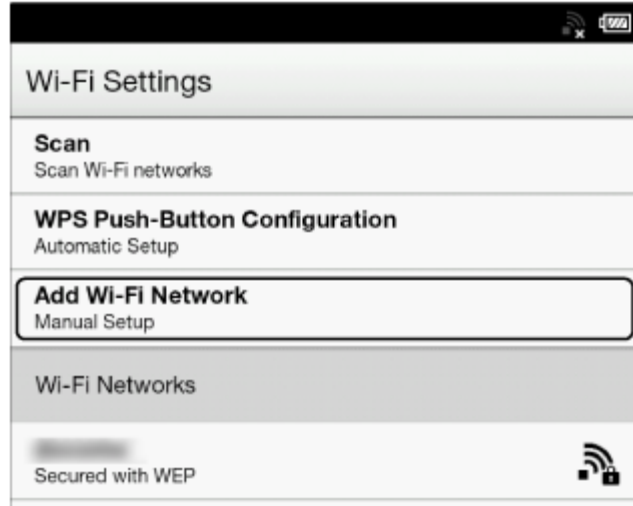 Wi-Fi Settings
Scan
Scan Wi-Fi networks
WPS Push-Button Configuration
Automatic Setup
Add Wi-Fi Network
Manual Setup
Wi-Fi Networks
Secured with WEP